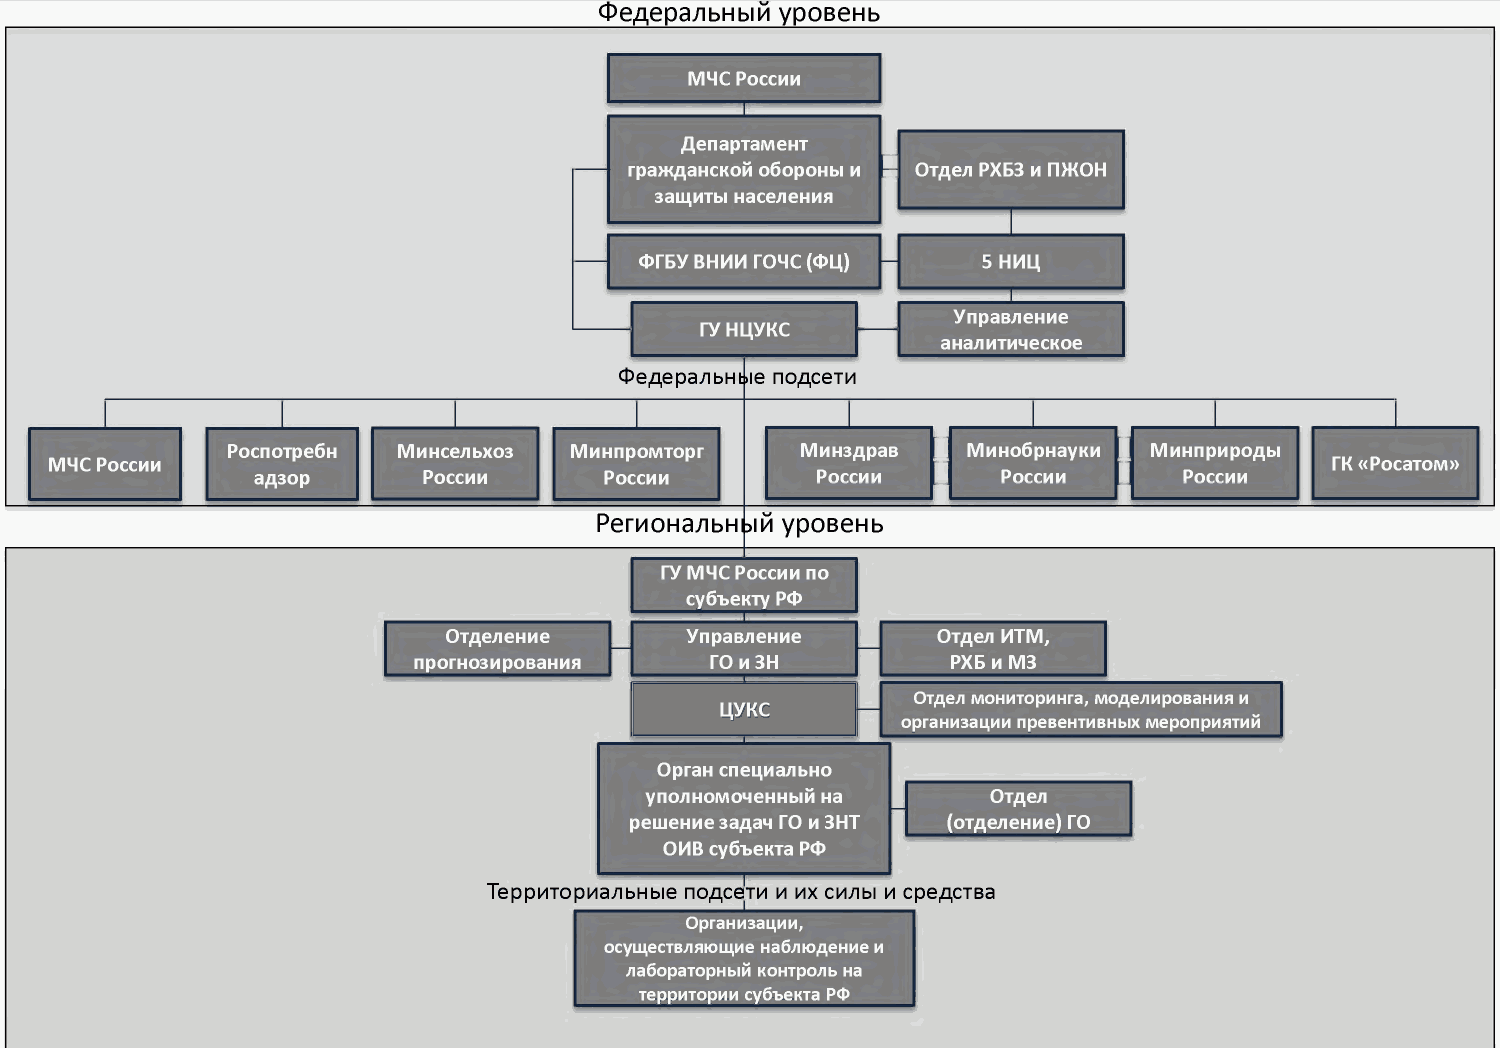 Федеральный уровень
МЧС России
Департамент
гражданской обороны и
защиты населения
Отдел РХБЗ и ПЖОН
ФГБУ ВНИИ ГОЧС (ФЦ)
5 НИЦ
ГУ НЦУКС
Управление
аналитическое
Федеральные подсети
МЧС России
Роспотребн
адзор
Минсельхоз
России
Минпромторг
России
Минздрав
России
Минобрнауки
России
Минприроды
России
ГК «Росатом»
Региональный уровень
ГУ МЧС России по
субъекту РФ
Отделение
прогнозирования
Управление
ГО и ЗН
Отдел ИТМ,
РХБ и МЗ
ЦУКС
Отдел мониторинга, моделирования и
организации превентивных мероприятий
Орган специально
уполномоченный на
решение задач ГО и ЗНТ
ОИВ субъекта РФ
Отдел
(отделение) ГО
Территориальные подсети и их силы и средства
Организации,
осуществляющие наблюдение и
лабораторный контроль на
территории субъекта РФ